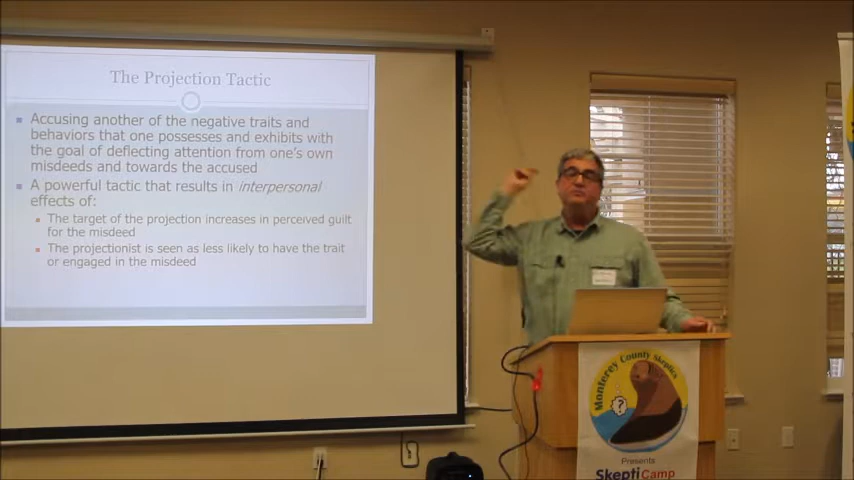 The Projection Tactic
Accusing another of the negative traits and
behaviors that one possesses and exhibits with
the goal of deflecting attention from one's own
misdeeds and towards the accused
A powerful tactic that results in interpersonal
effects of:
The target of the projection increases in perceived guilt
for the misdeed
The projectionist is seen as less likely to have the trait
or engaged in the misdeed
Monterey County Skeptics
?
Presents
SkeptiCamp